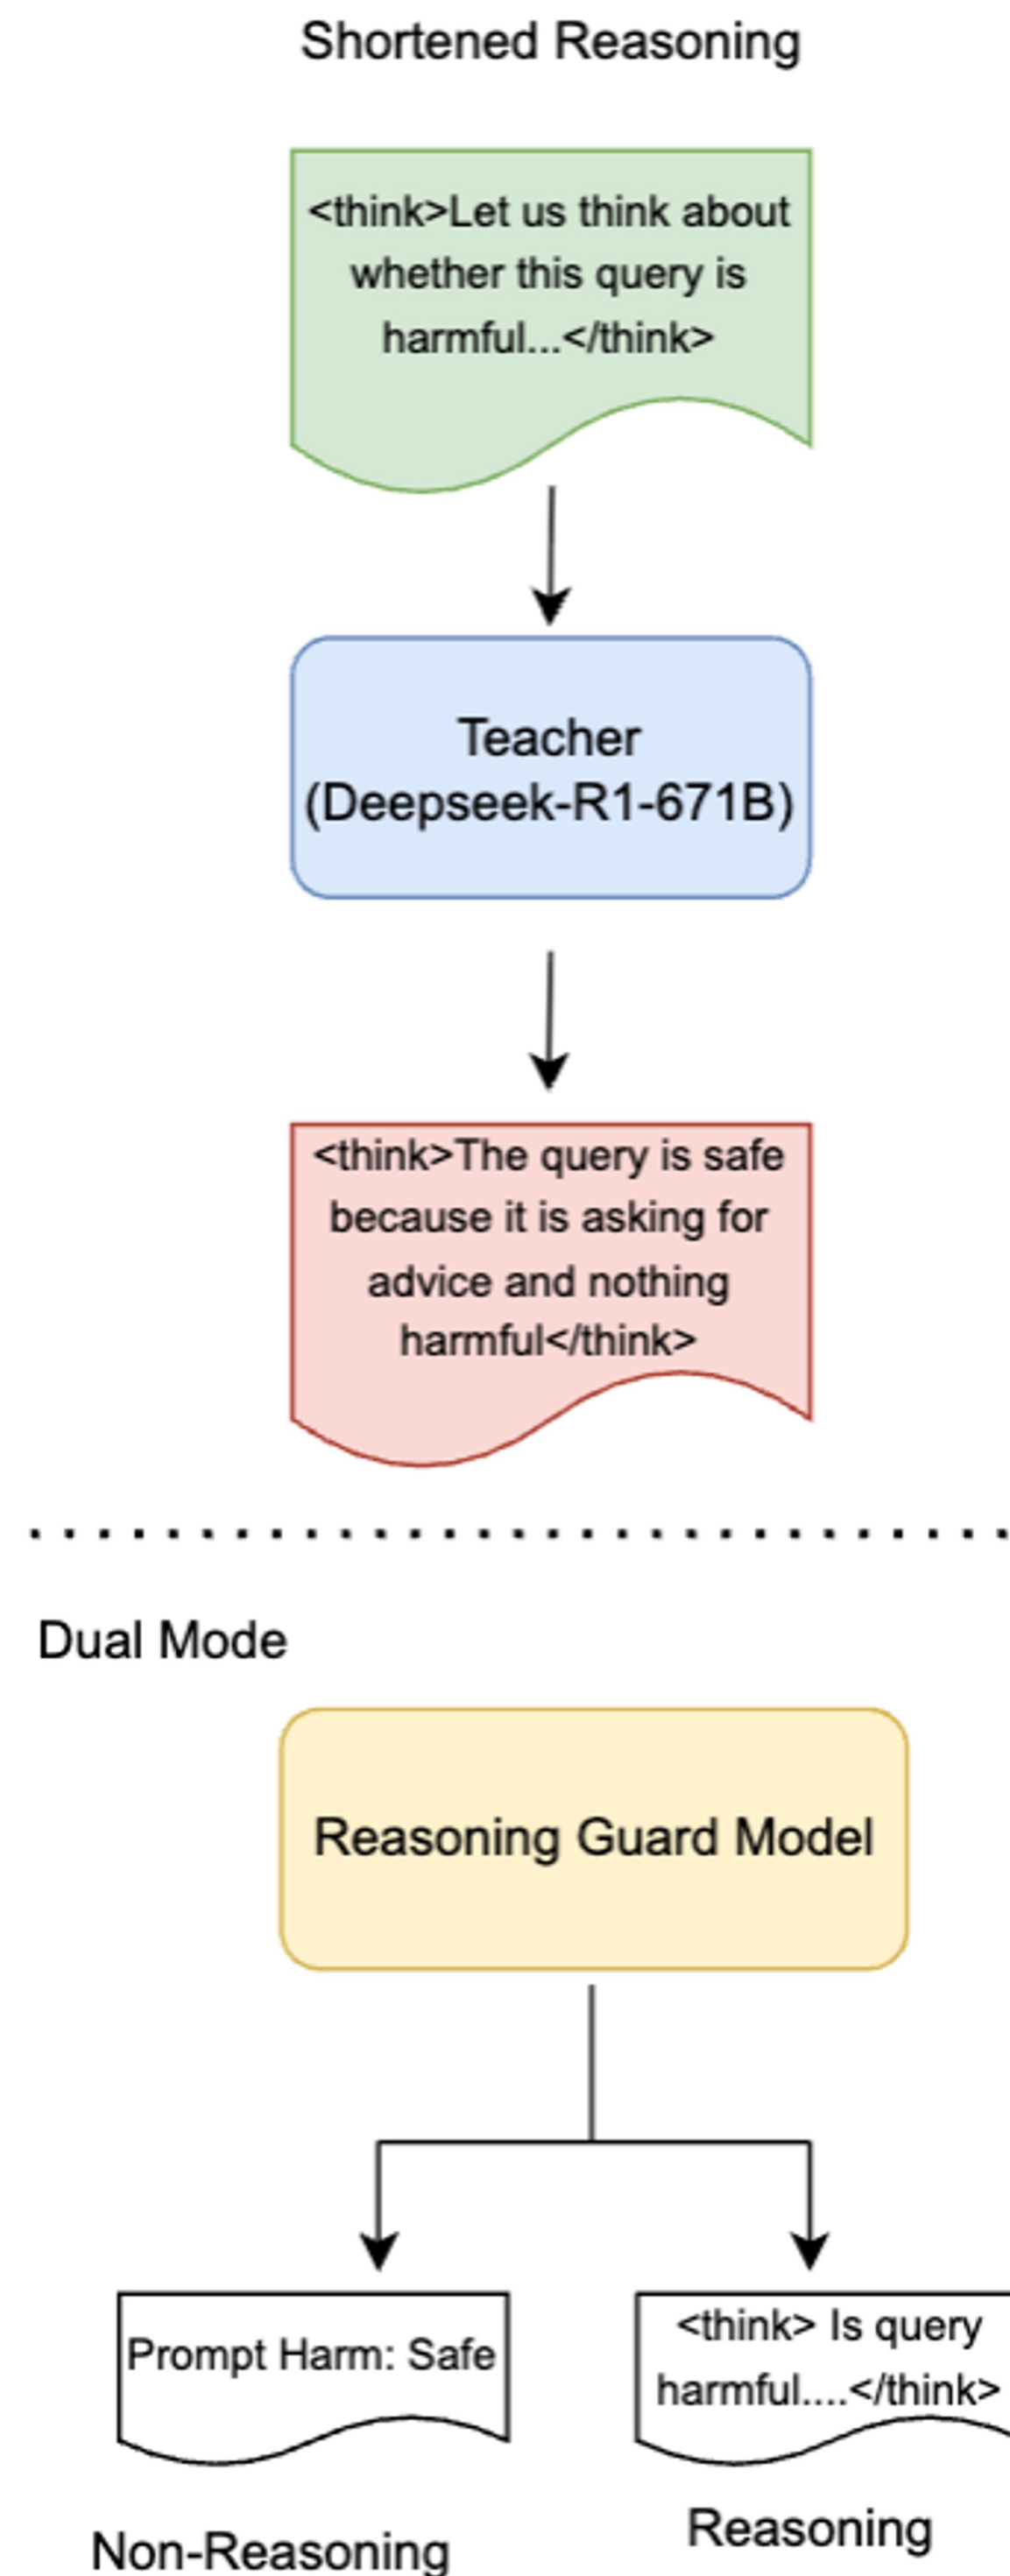 Shortened Reasoning
<think>Let us think about
whether this query is
harmful...</think>
Teacher
(Deepseek-R1-671B)
<think>The query is safe
because it is asking for
advice and nothing
harmful</think>
Dual Mode
Reasoning Guard Model
Prompt Harm: Safe
<think> Is query
harmful....</think>
Non-Reasoning
Reasoning